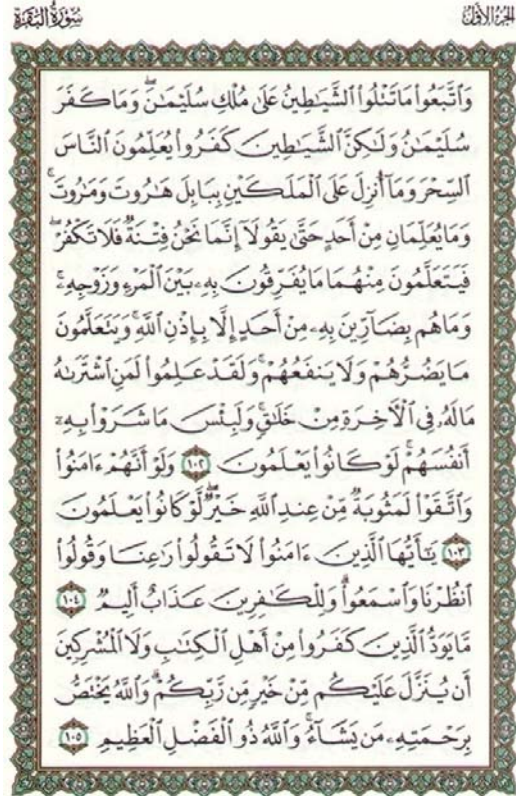 الجزء الأول
سورة البقرة
وَٱتَّبَعُوا۟ مَا تَتْلُوا۟ ٱلشَّيَٰطِينُ عَلَىٰ مُلْكِ سُلَيْمَٰنَ ۖ وَمَا كَفَرَ
سُلَيْمَٰنُ وَلَٰكِنَّ ٱلشَّيَٰطِينَ كَفَرُوا۟ يُعَلِّمُونَ ٱلنَّاسَ
ٱلسِّحْرَ وَمَآ أُنزِلَ عَلَى ٱلْمَلَكَيْنِ بِبَابِلَ هَٰرُوتَ وَمَٰرُوتَ ۚ
وَمَا يُعَلِّمَانِ مِنْ أَحَدٍ حَتَّىٰ يَقُولَآ إِنَّمَا نَحْنُ فِتْنَةٌ فَلَا تَكْفُرْ ۖ
فَيَتَعَلَّمُونَ مِنْهُمَا مَا يُفَرِّقُونَ بِهِۦ بَيْنَ ٱلْمَرْءِ وَزَوْجِهِۦ ۚ
وَمَا هُم بِضَآرِّينَ بِهِۦ مِنْ أَحَدٍ إِلَّا بِإِذْنِ ٱللَّهِ ۚ وَيَتَعَلَّمُونَ
مَا يَضُرُّهُمْ وَلَا يَنفَعُهُمْ ۚ وَلَقَدْ عَلِمُوا۟ لَمَنِ ٱشْتَرَىٰهُ
مَا لَهُۥ فِى ٱلْءَاخِرَةِ مِنْ خَلَٰقٍ ۚ وَلَبِئْسَ مَا شَرَوْا۟ بِهِۦٓ
أَنفُسَهُمْ ۚ لَوْ كَانُوا۟ يَعْلَمُونَ ١٠٢ وَلَوْ أَنَّهُمْ ءَامَنُوا۟
وَٱتَّقَوْا۟ لَمَثُوبَةٌ مِّنْ عِندِ ٱللَّهِ خَيْرٌ ۖ لَّوْ كَانُوا۟ يَعْلَمُونَ
١٠٣ يَٰٓأَيُّهَا ٱلَّذِينَ ءَامَنُوا۟ لَا تَقُولُوا۟ رَٰعِنَا وَقُولُوا۟
ٱنظُرْنَا وَٱسْمَعُوا۟ ۗ وَلِلْكَٰفِرِينَ عَذَابٌ أَلِيمٌ ١٠٤
مَّا يَوَدُّ ٱلَّذِينَ كَفَرُوا۟ مِنْ أَهْلِ ٱلْكِتَٰبِ وَلَا ٱلْمُشْرِكِينَ
أَن يُنَزَّلَ عَلَيْكُم مِّنْ خَيْرٍ مِّن رَّبِّكُمْ ۗ وَٱللَّهُ يَخْتَصُّ
بِرَحْمَتِهِۦ مَن يَشَآءُ ۚ وَٱللَّهُ ذُو ٱلْفَضْلِ ٱلْعَظِيمِ ١٠٥